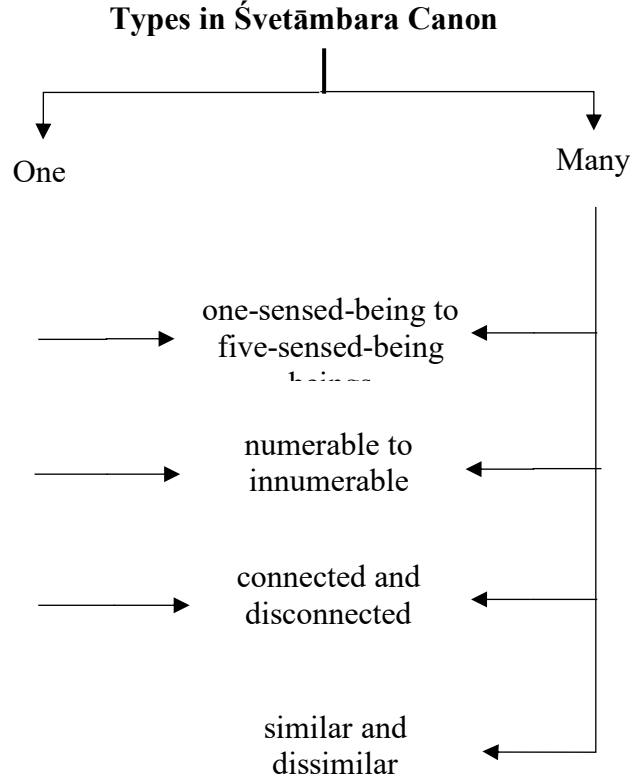 Types in Śvetāmbara Canon
One
Many
one-sensed-being to
five-sensed-being
beings
numerable to
innumerable
connected and
disconnected
similar and
dissimilar